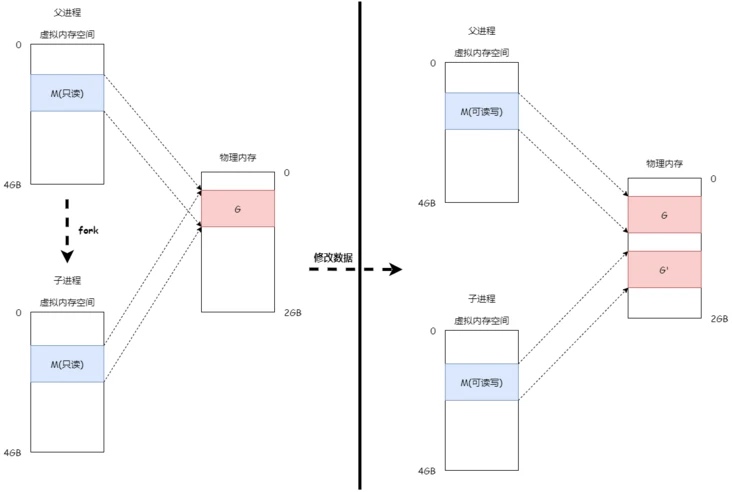 父进程
虚拟内存空间
0
M(只读)
4GB
fork
子进程
虚拟内存空间
0
M(只读)
4GB
物理内存
0
G
2GB
修改数据
父进程
虚拟内存空间
0
M(可读写)
4GB
子进程
虚拟内存空间
0
M(可读写)
4GB
物理内存
0
G
G'
2GB